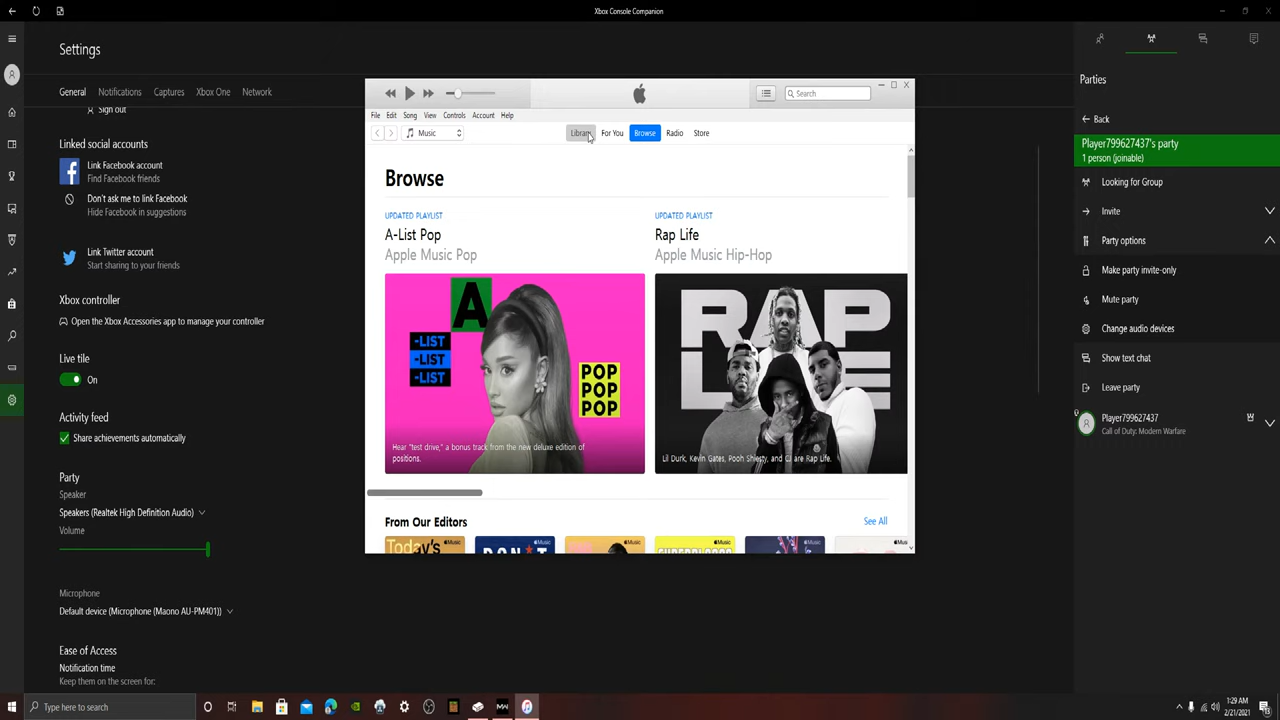 Xbox Console Companion
Settings
General Notifications Captures Xbox One Network
Sign out
Linked social accounts
Link Facebook account
Find Facebook friends
Don't ask me to link Facebook
Hide Facebook in suggestions
Link Twitter account
Start sharing to your friends
Xbox controller
Open the Xbox Accessories app to manage your controller
Live tile
On
Activity feed
Share achievements automatically
Party
Speaker
Speakers (Realtek High Definition Audio)
Volume
Microphone
Default device (Microphone (Maono AU-PM401))
Ease of Access
Notification time
Keep them on the screen for:
Search
File Edit Song View Controls Account Help
Music
Library For You Browse Radio Store
Browse
UPDATED PLAYLIST
A-List Pop
Apple Music Pop
A
-LIST
-LIST
-LIST
POP
POP
POP
Hear "test drive," a bonus track from the new deluxe edition of
positions.
UPDATED PLAYLIST
Rap Life
Apple Music Hip-Hop
RAP
LIFE
Lil Durk, Kevin Gates, Pooh Shiesty, and CJ are Rap Life.
From Our Editors
See All
Today's
Music
DON'T
Music
Music
Music
Music
Parties
Back
Player799627437's party
1 person (joinable)
Looking for Group
Invite
Party options
Make party invite-only
Mute party
Change audio devices
Show text chat
Leave party
Player799627437
Call of Duty: Modern Warfare
Type here to search
MW
1:29 AM
2/21/2021